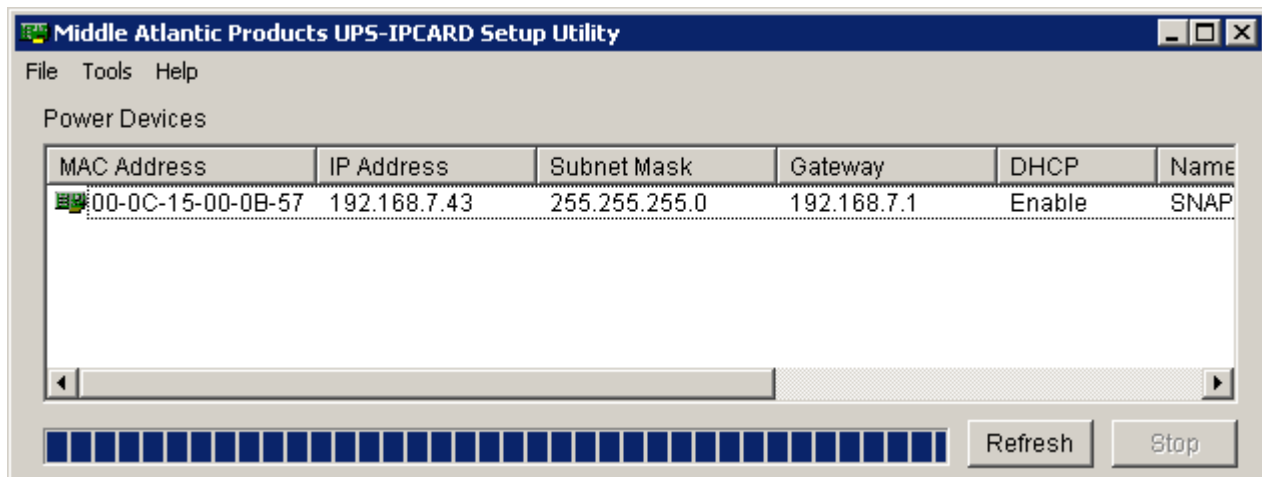 Middle Atlantic Products UPS-IPCARD Setup Utility
File Tools Help
Power Devices
MAC Address IP Address Subnet Mask Gateway DHCP Name
00-0C-15-00-0B-57 192.168.7.43 255.255.255.0 192.168.7.1 Enable SNAP
Refresh Stop